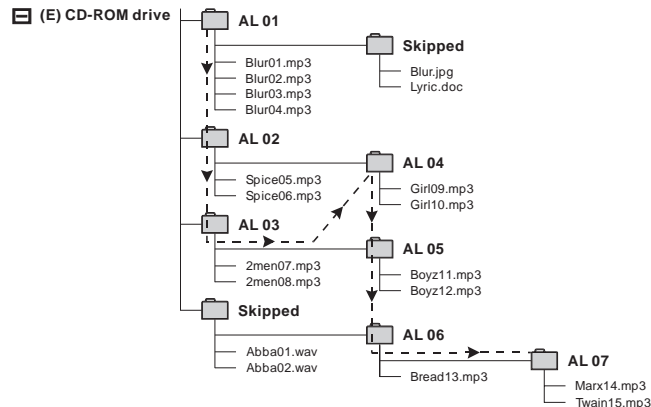 (E) CD-ROM drive
AL 01
Blur01.mp3
Blur02.mp3
Blur03.mp3
Blur04.mp3
Skipped
Blur.jpg
Lyric.doc
AL 02
Spice05.mp3
Spice06.mp3
AL 04
Girl09.mp3
Girl10.mp3
AL 03
2men07.mp3
2men08.mp3
AL 05
Boyz11.mp3
Boyz12.mp3
Skipped
Abba01.wav
Abba02.wav
AL 06
Bread13.mp3
AL 07
Marx14.mp3
Twain15.mp3